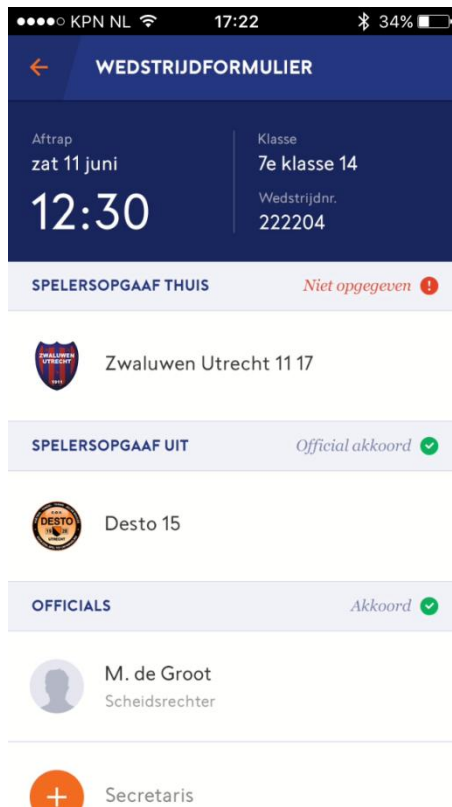 KPN NL 17:22 34%
WEDSTRIJDFORMULIER
Aftrap
zat 11 juni
12:30
Klasse
7e klasse 14
Wedstrijdnr.
222204
SPELERSOPGAAF THUIS Niet opgegeven
ZWALUWEN
UTRECHT
1911
Zwaluwen Utrecht 11 17
SPELERSOPGAAF UIT Official akkoord
DESTO
UTRECHT
Desto 15
OFFICIALS Akkoord
M. de Groot
Scheidsrechter
Secretaris